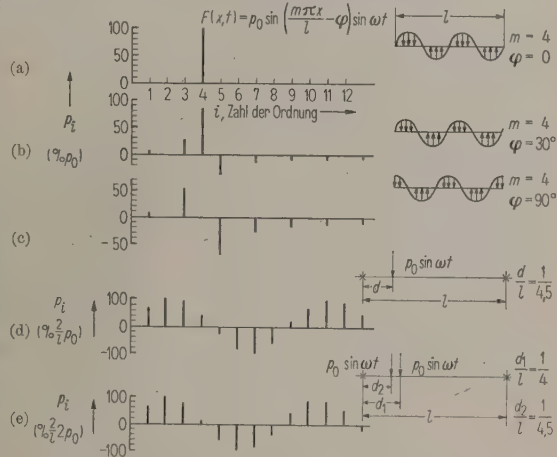 F(x,t) = p₀ sin (mπx/l − φ) sin ωt
l
100
50
0
(a)
m = 4
φ = 0
1 2 3 4 5 6 7 8 9 10 11 12
i, Zahl der Ordnung
p_i
(% p₀)
100
50
0
(b)
m = 4
φ = 30°
50
0
-50
(c)
m = 4
φ = 90°
p₀ sin ωt
d
l
d/l = 1/4,5
(d)
p_i
(% 2/l p₀)
100
0
-100
p₀ sin ωt
p₀ sin ωt
d₂
d₁
l
d₁/l = 1/4
d₂/l = 1/4,5
(e)
p_i
(% 2/l 2p₀)
100
0
-100